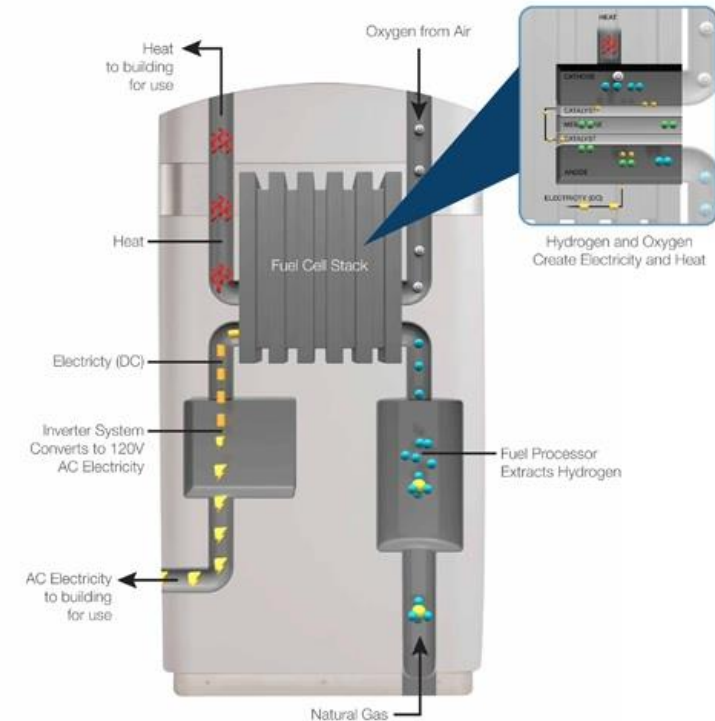 Heat
to building
for use
Oxygen from Air
HEAT
CATHODE
CATALYST
CATALYST
ANODE
ELECTRICITY (DC)
Hydrogen and Oxygen
Create Electricity and Heat
Heat
Fuel Cell Stack
Electricty (DC)
Inverter System
Converts to 120V
AC Electricity
Fuel Processor
Extracts Hydrogen
AC Electricity
to building
for use
Natural Gas